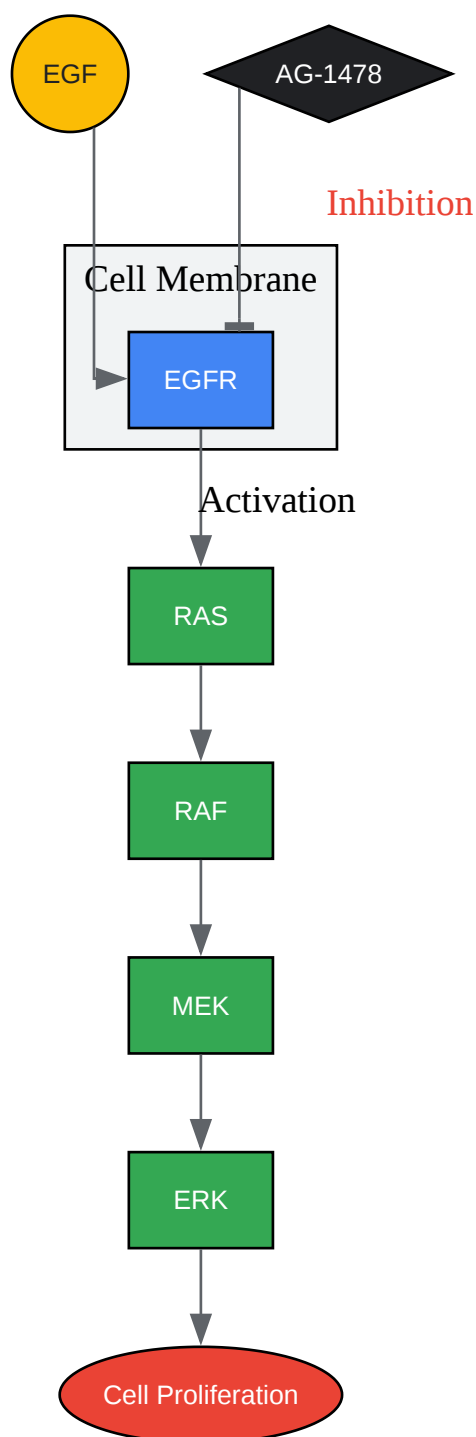 EGF
AG-1478
Inhibition
Cell Membrane
EGFR
Activation
RAS
RAF
MEK
ERK
Cell Proliferation